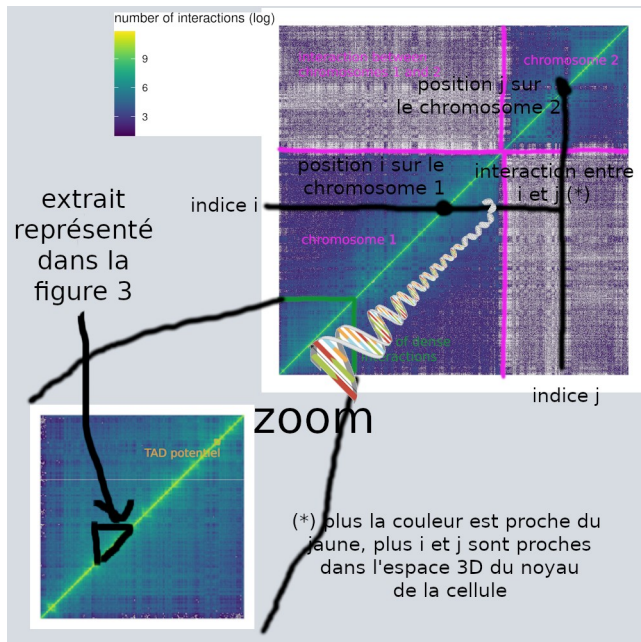 number of interactions (log)
9
6
3
interaction between
chromosomes 1 and 2
chromosome 2
position j sur
le chromosome 2
position i sur le
chromosome 1
interaction entre
i et j (*)
indice i
chromosome 1
extrait
représenté
dans la
figure 3
of dense
interactions
indice j
zoom
TAD potentiel
(*) plus la couleur est proche du
jaune, plus i et j sont proches
dans l'espace 3D du noyau
de la cellule